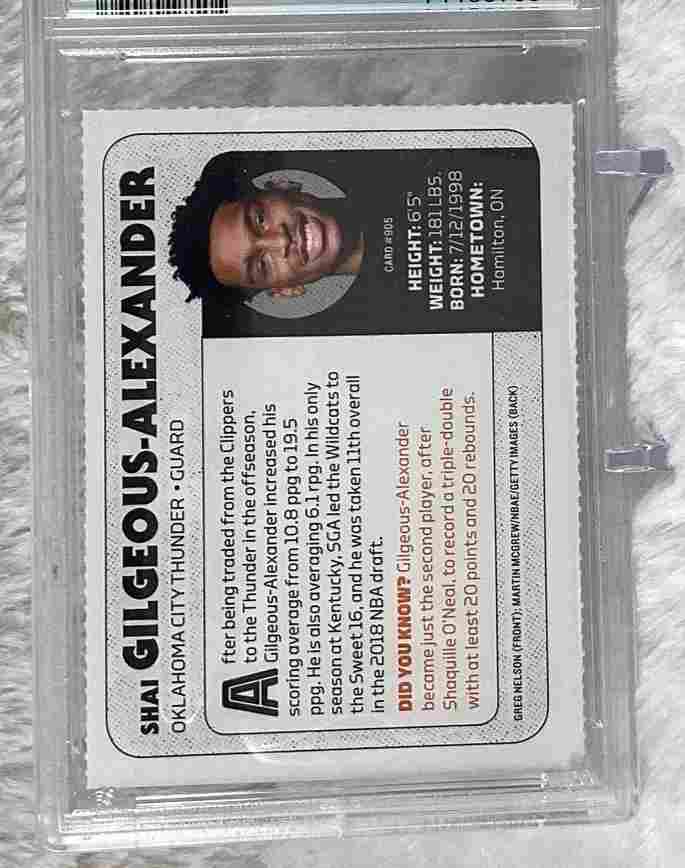 SHAI GILGEOUS-ALEXANDER
OKLAHOMA CITY THUNDER • GUARD
After being traded from the Clippers
to the Thunder in the offseason,
Gilgeous-Alexander increased his
scoring average from 10.8 ppg to 19.5
ppg. He is also averaging 6.1 rpg. In his only
season at Kentucky, SGA led the Wildcats to
the Sweet 16, and he was taken 11th overall
in the 2018 NBA draft.
DID YOU KNOW? Gilgeous-Alexander
became just the second player, after
Shaquille O'Neal, to record a triple-double
with at least 20 points and 20 rebounds.
CARD #905
HEIGHT: 6'5"
WEIGHT: 181 LBS.
BORN: 7/12/1998
HOMETOWN:
Hamilton, ON
GREG NELSON (FRONT); MARTIN MCGREW/NBAE/GETTY IMAGES (BACK)